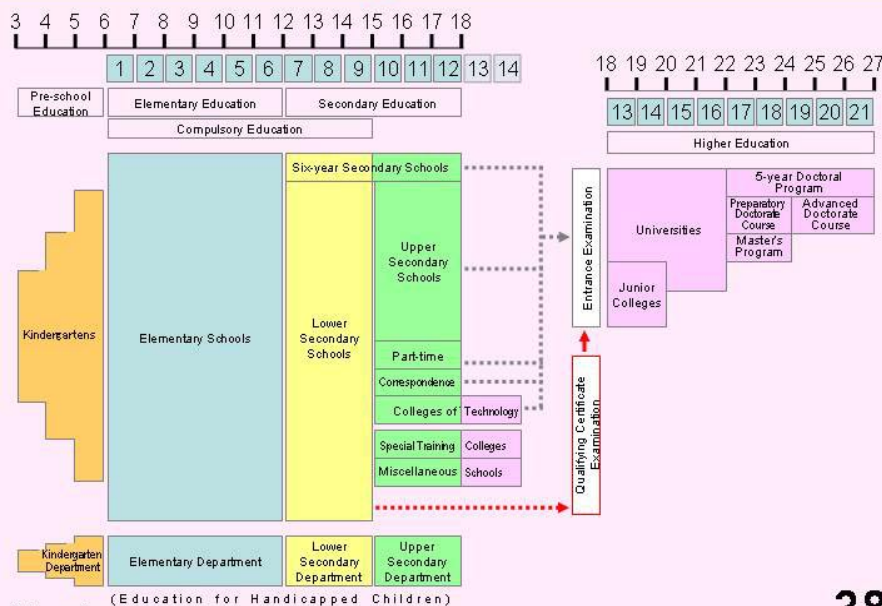 3 4 5 6 7 8 9 10 11 12 13 14 15 16 17 18
1 2 3 4 5 6 7 8 9 10 11 12 13 14
18 19 20 21 22 23 24 25 26 27
13 14 15 16 17 18 19 20 21
Pre-school
Education
Elementary Education
Secondary Education
Compulsory Education
Higher Education
Six-year Secondary Schools
Kindergartens
Elementary Schools
Lower
Secondary
Schools
Upper
Secondary
Schools
Part-time
Correspondence
Colleges of Technology
Special Training Colleges
Miscellaneous Schools
Entrance Examination
Qualifying Certificate
Examination
Universities
Junior
Colleges
5-year Doctoral
Program
Preparatory
Doctorate
Course
Advanced
Doctorate
Course
Master's
Program
Kindergarten
Department
Elementary Department
Lower
Secondary
Department
Upper
Secondary
Department
(Education for Handicapped Children)